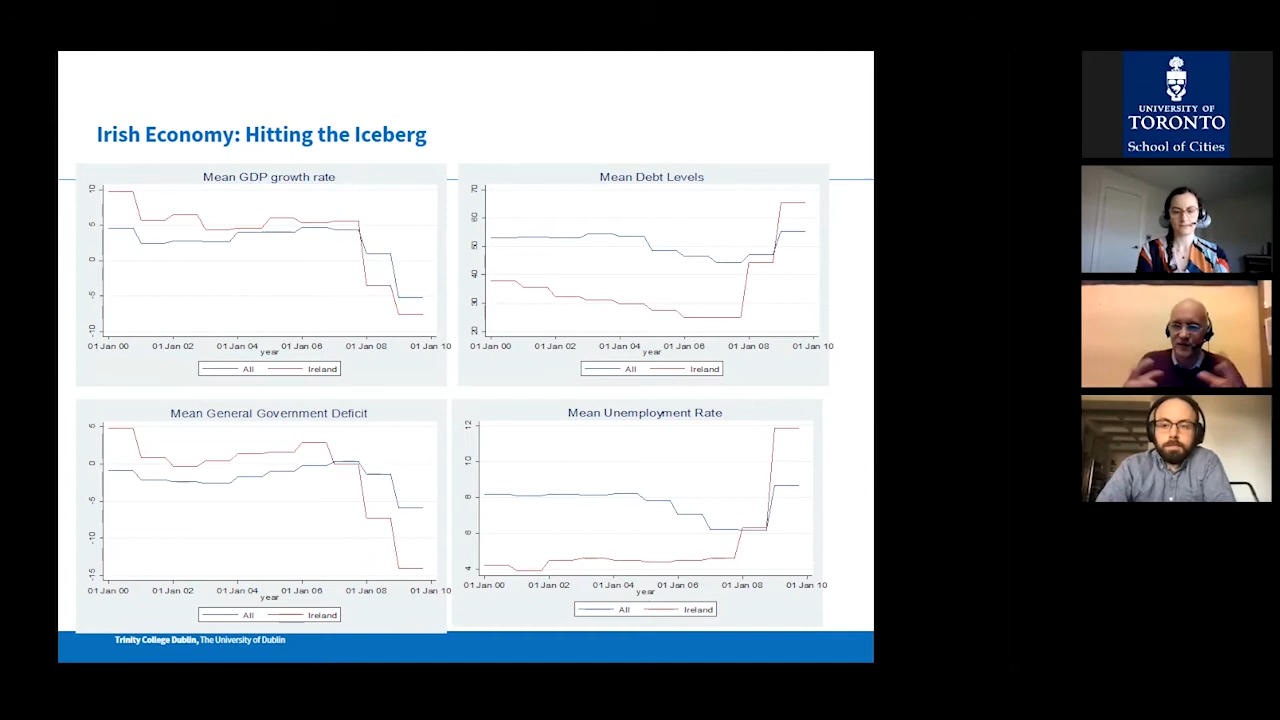 Irish Economy: Hitting the Iceberg
Mean GDP growth rate
10
5
0
-5
-10
01 Jan 00 01 Jan 02 01 Jan 04 01 Jan 06 01 Jan 08 01 Jan 10
year
All Ireland
Mean Debt Levels
70
60
50
40
30
20
01 Jan 00 01 Jan 02 01 Jan 04 01 Jan 06 01 Jan 08 01 Jan 10
year
All Ireland
Mean General Government Deficit
5
0
-5
-10
-15
01 Jan 00 01 Jan 02 01 Jan 04 01 Jan 06 01 Jan 08 01 Jan 10
year
All Ireland
Mean Unemployment Rate
12
10
8
6
4
01 Jan 00 01 Jan 02 01 Jan 04 01 Jan 06 01 Jan 08 01 Jan 10
year
All Ireland
Trinity College Dublin, The University of Dublin
UNIVERSITY OF
TORONTO
School of Cities